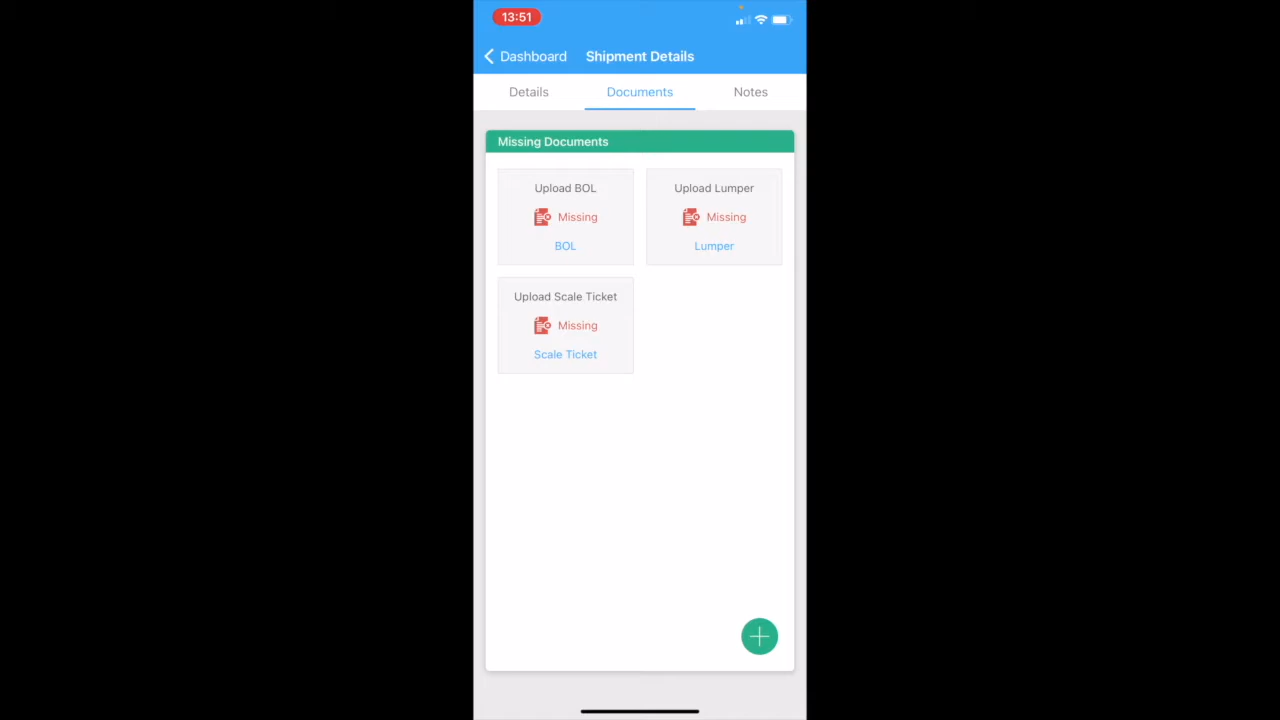 13:51
Dashboard
Shipment Details
Details
Documents
Notes
Missing Documents
Upload BOL
Missing
BOL
Upload Lumper
Missing
Lumper
Upload Scale Ticket
Missing
Scale Ticket